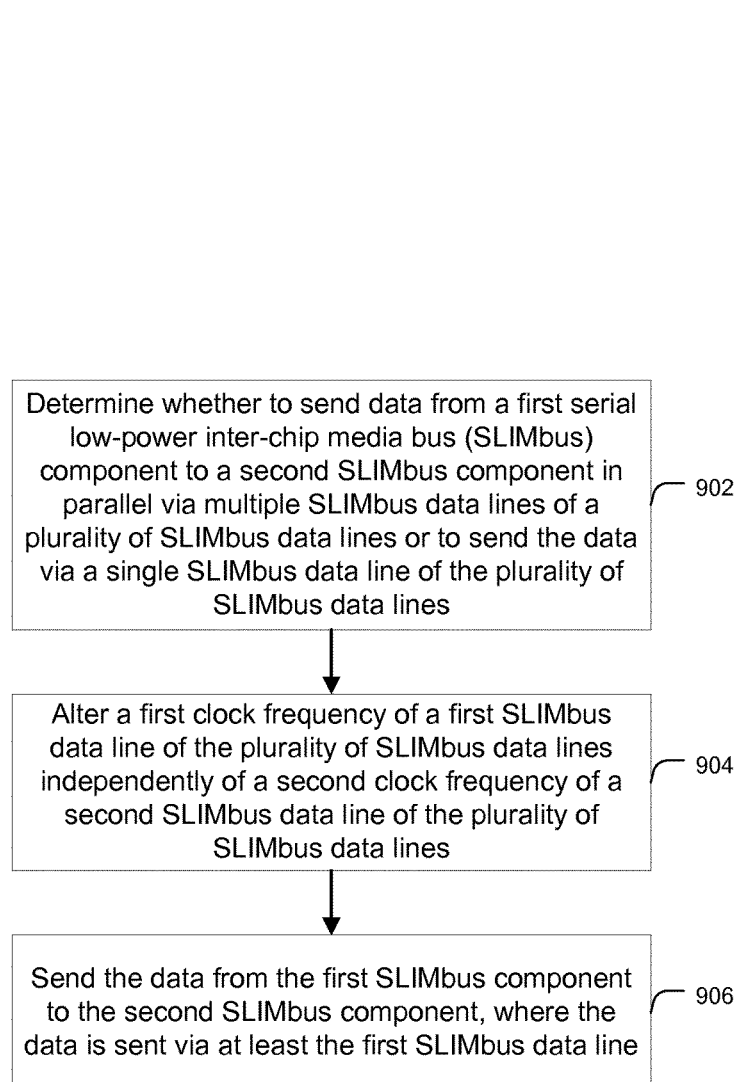 Determine whether to send data from a first serial
low-power inter-chip media bus (SLIMbus)
component to a second SLIMbus component in
parallel via multiple SLIMbus data lines of a
plurality of SLIMbus data lines or to send the data
via a single SLIMbus data line of the plurality of
SLIMbus data lines
902
Alter a first clock frequency of a first SLIMbus
data line of the plurality of SLIMbus data lines
independently of a second clock frequency of a
second SLIMbus data line of the plurality of
SLIMbus data lines
904
Send the data from the first SLIMbus component
to the second SLIMbus component, where the
data is sent via at least the first SLIMbus data line
906